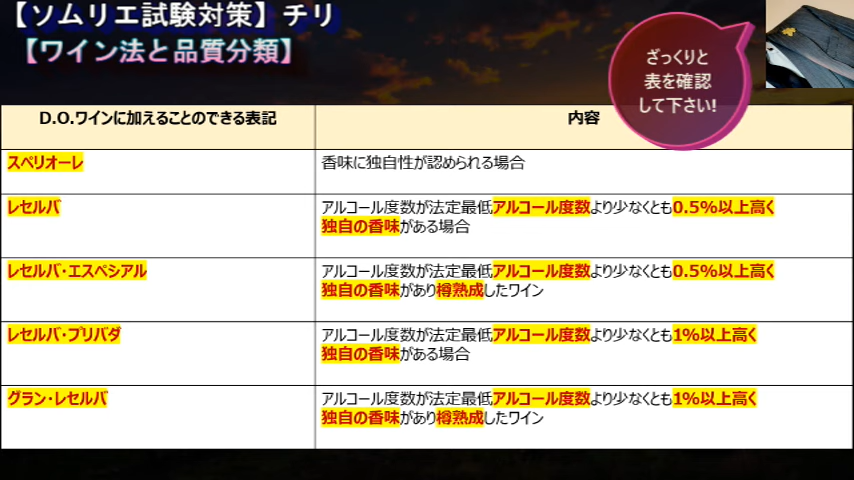 【ソムリエ試験対策】チリ
【ワイン法と品質分類】
ざっくりと
表を確認
して下さい!
D.O.ワインに加えることのできる表記
内容
スペリオーレ
香味に独自性が認められる場合
レセルバ
アルコール度数が法定最低アルコール度数より少なくとも0.5%以上高く
独自の香味がある場合
レセルバ・エスペシアル
アルコール度数が法定最低アルコール度数より少なくとも0.5%以上高く
独自の香味があり樽熟成したワイン
レセルバ・プリバダ
アルコール度数が法定最低アルコール度数より少なくとも1%以上高く
独自の香味がある場合
グラン・レセルバ
アルコール度数が法定最低アルコール度数より少なくとも1%以上高く
独自の香味があり樽熟成したワイン